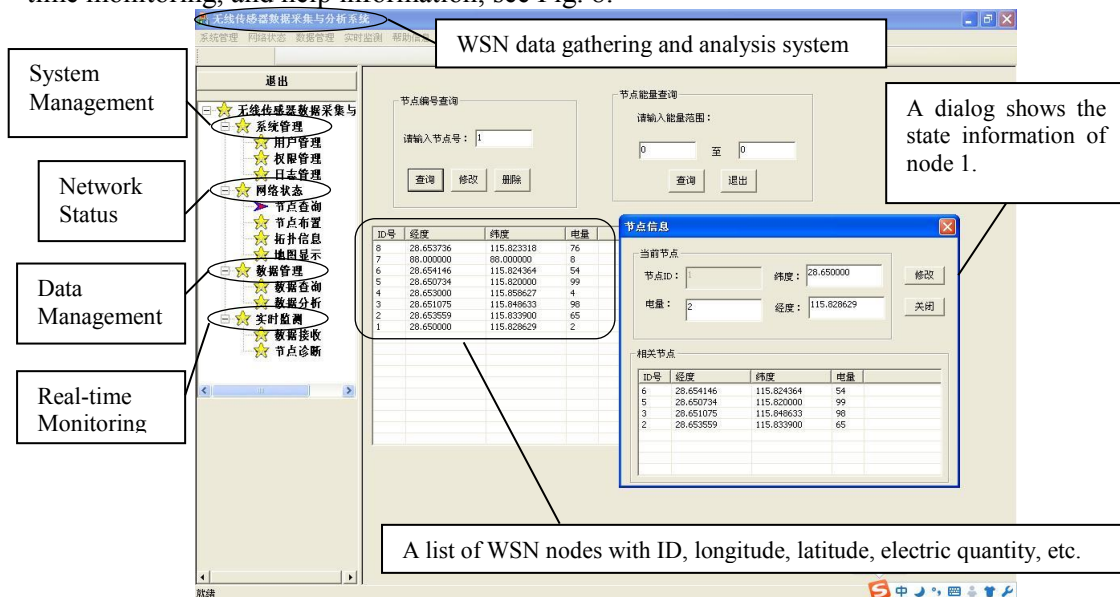 time monitoring, and help information, see Fig. 8.
无线传感器数据采集与分析系统
系统管理 网络状态 数据管理 实时监测 帮助信息
WSN data gathering and analysis system
System
Management
Network
Status
Data
Management
Real-time
Monitoring
退出
无线传感器数据采集与
系统管理
用户管理
权限管理
日志管理
网络状态
节点查询
节点布置
拓扑信息
地图显示
数据管理
数据查询
数据分析
实时监测
数据接收
节点诊断
节点编号查询
请输入节点号： 1
查询 修改 删除
节点能量查询
请输入能量范围：
0 至 0
查询 退出
A dialog shows the
state information of
node 1.
ID号 经度 纬度 电量
8 28.653736 115.823318 76
7 88.000000 88.000000 8
6 28.654146 115.824364 54
5 28.650734 115.820000 99
4 28.653000 115.858627 4
3 28.651075 115.848633 98
2 28.653559 115.833900 65
1 28.650000 115.828629 2
节点信息
当前节点
节点ID： 1 纬度： 28.650000 修改
电量： 2 经度： 115.828629 关闭
相关节点
ID号 经度 纬度 电量
6 28.654146 115.824364 54
5 28.650734 115.820000 99
3 28.651075 115.848633 98
2 28.653559 115.833900 65
A list of WSN nodes with ID, longitude, latitude, electric quantity, etc.
就绪
S 中